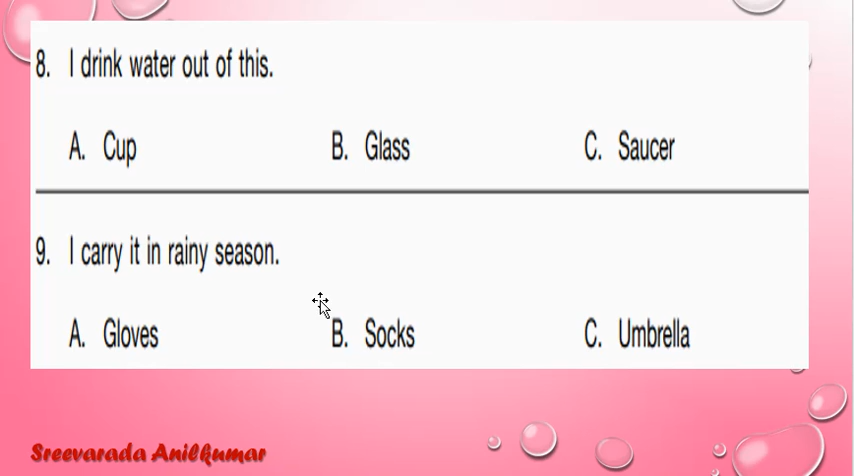 8. I drink water out of this.
A. Cup B. Glass C. Saucer
9. I carry it in rainy season.
A. Gloves B. Socks C. Umbrella
Sreevarada Anilkumar